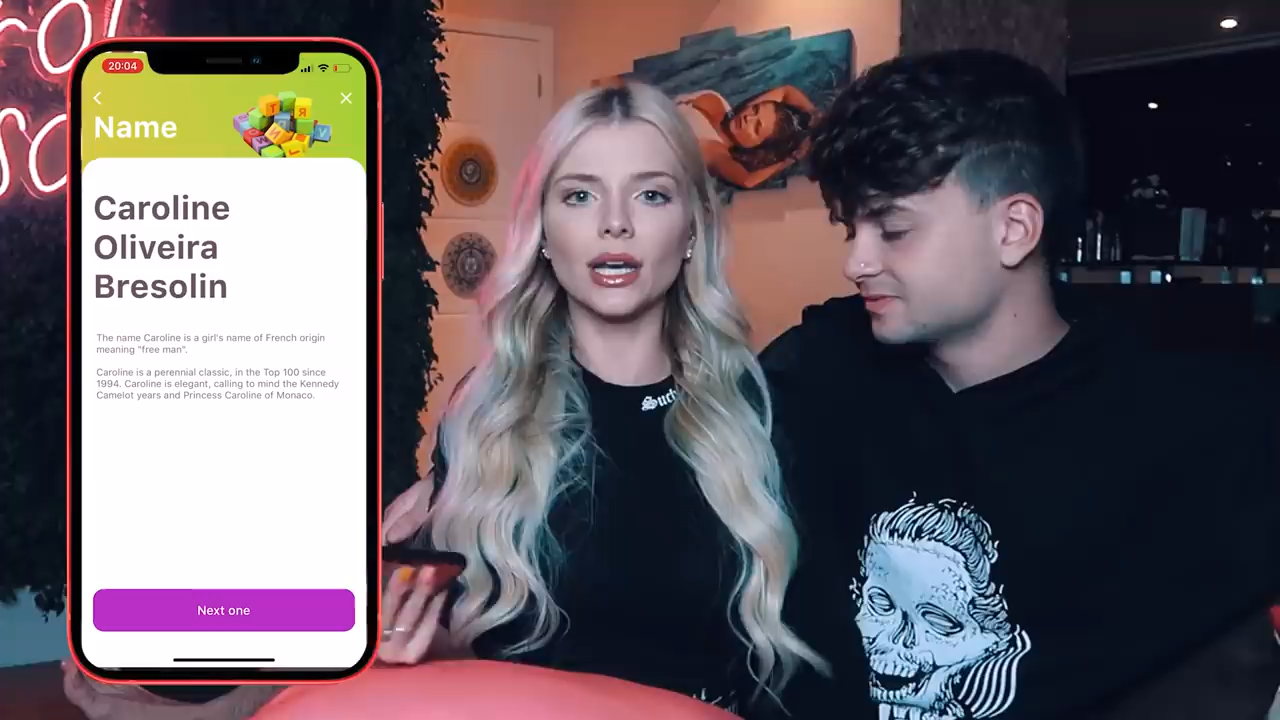 20:04
Name
Caroline
Oliveira
Bresolin
The name Caroline is a girl's name of French origin
meaning "free man".
Caroline is a perennial classic, in the Top 100 since
1994. Caroline is elegant, calling to mind the Kennedy
Camelot years and Princess Caroline of Monaco.
Next one
Such